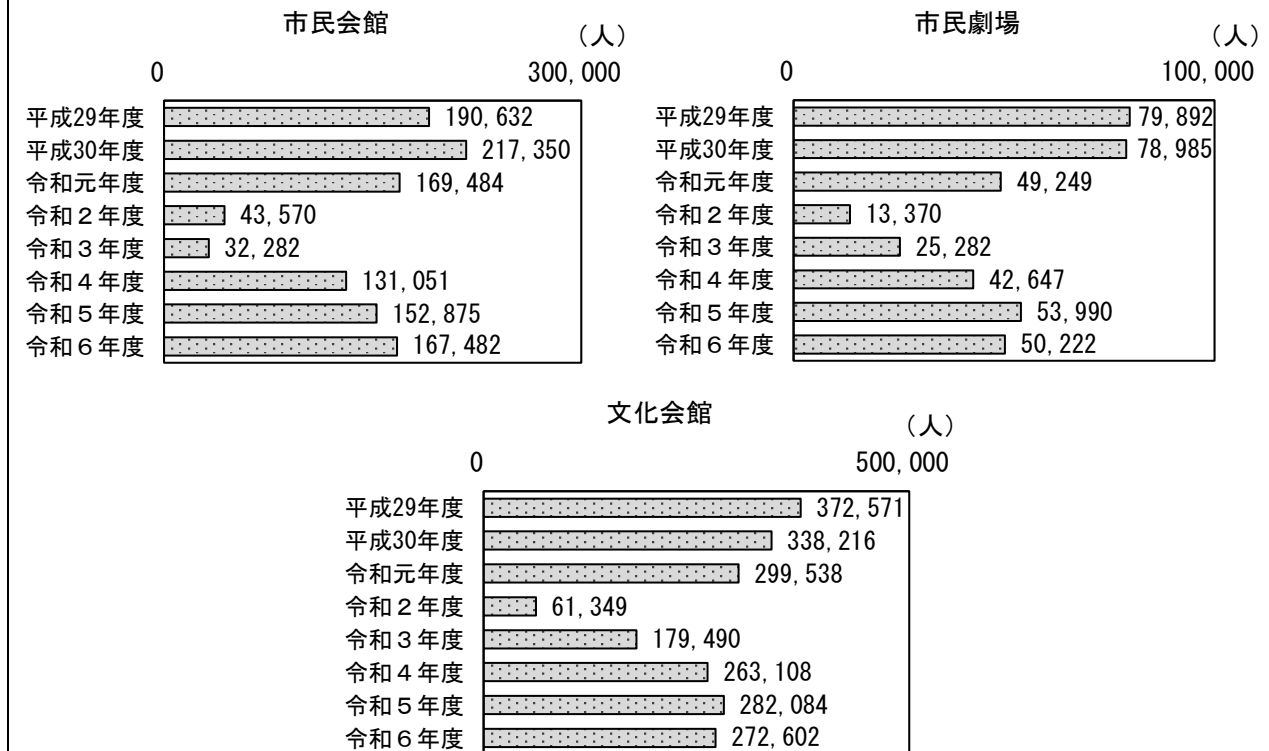 市民会館
（人）
0 300,000
平成29年度 190,632
平成30年度 217,350
令和元年度 169,484
令和２年度 43,570
令和３年度 32,282
令和４年度 131,051
令和５年度 152,875
令和６年度 167,482
市民劇場
（人）
0 100,000
平成29年度 79,892
平成30年度 78,985
令和元年度 49,249
令和２年度 13,370
令和３年度 25,282
令和４年度 42,647
令和５年度 53,990
令和６年度 50,222
文化会館
（人）
0 500,000
平成29年度 372,571
平成30年度 338,216
令和元年度 299,538
令和２年度 61,349
令和３年度 179,490
令和４年度 263,108
令和５年度 282,084
令和６年度 272,602